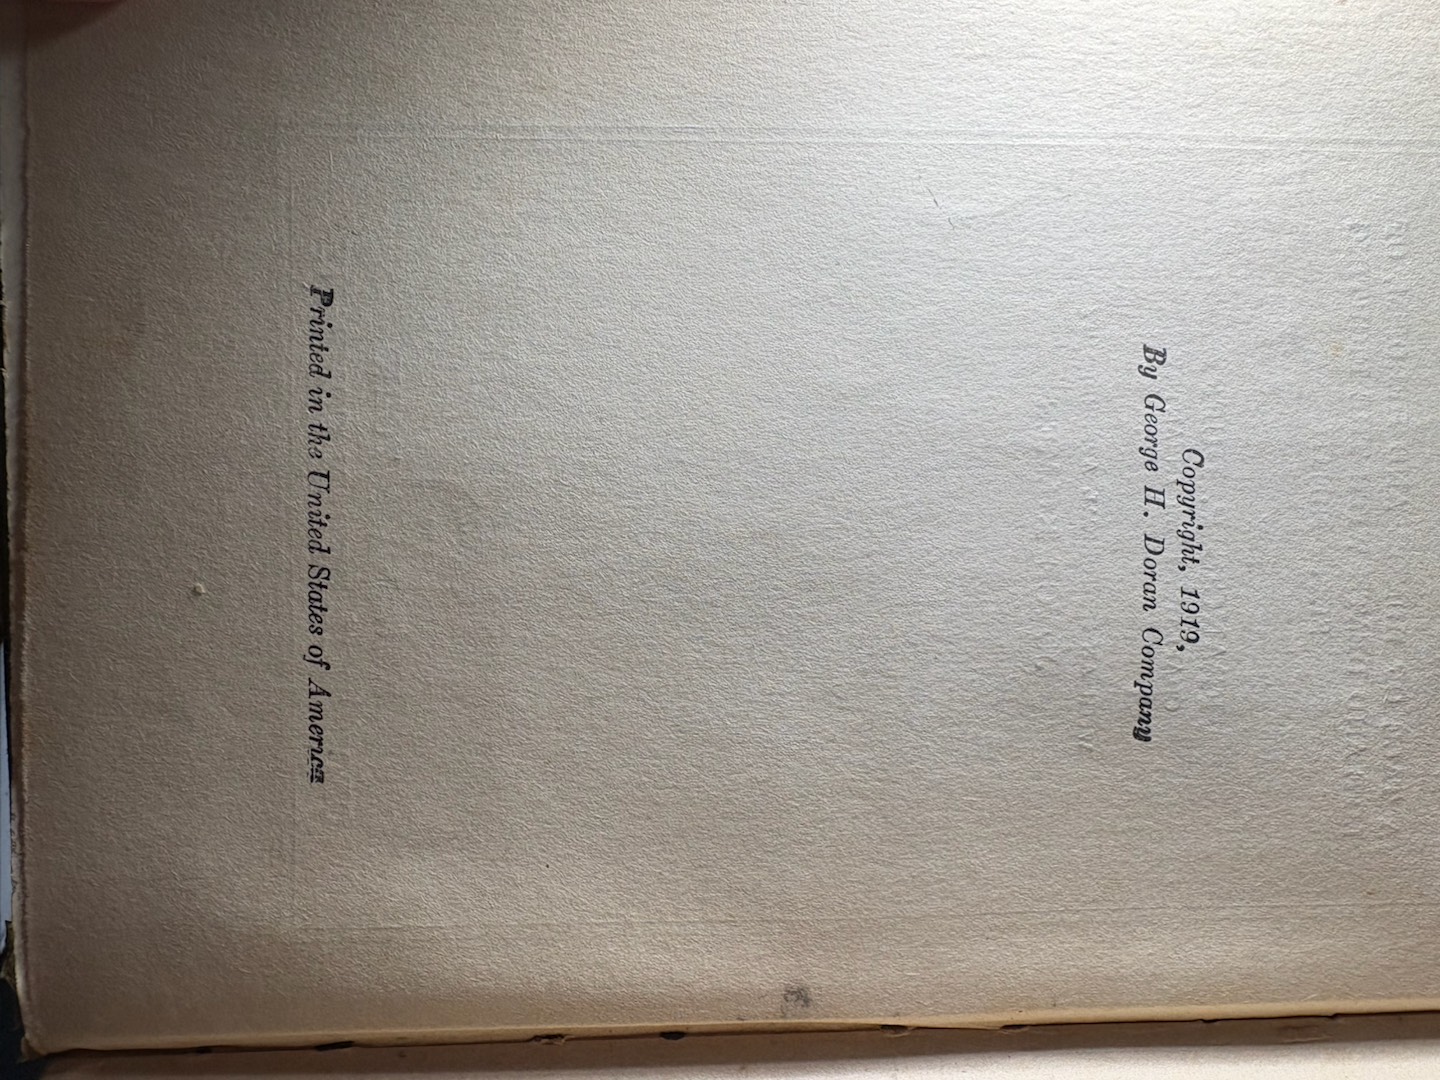 Copyright, 1919,
By George H. Doran Company
Printed in the United States of America